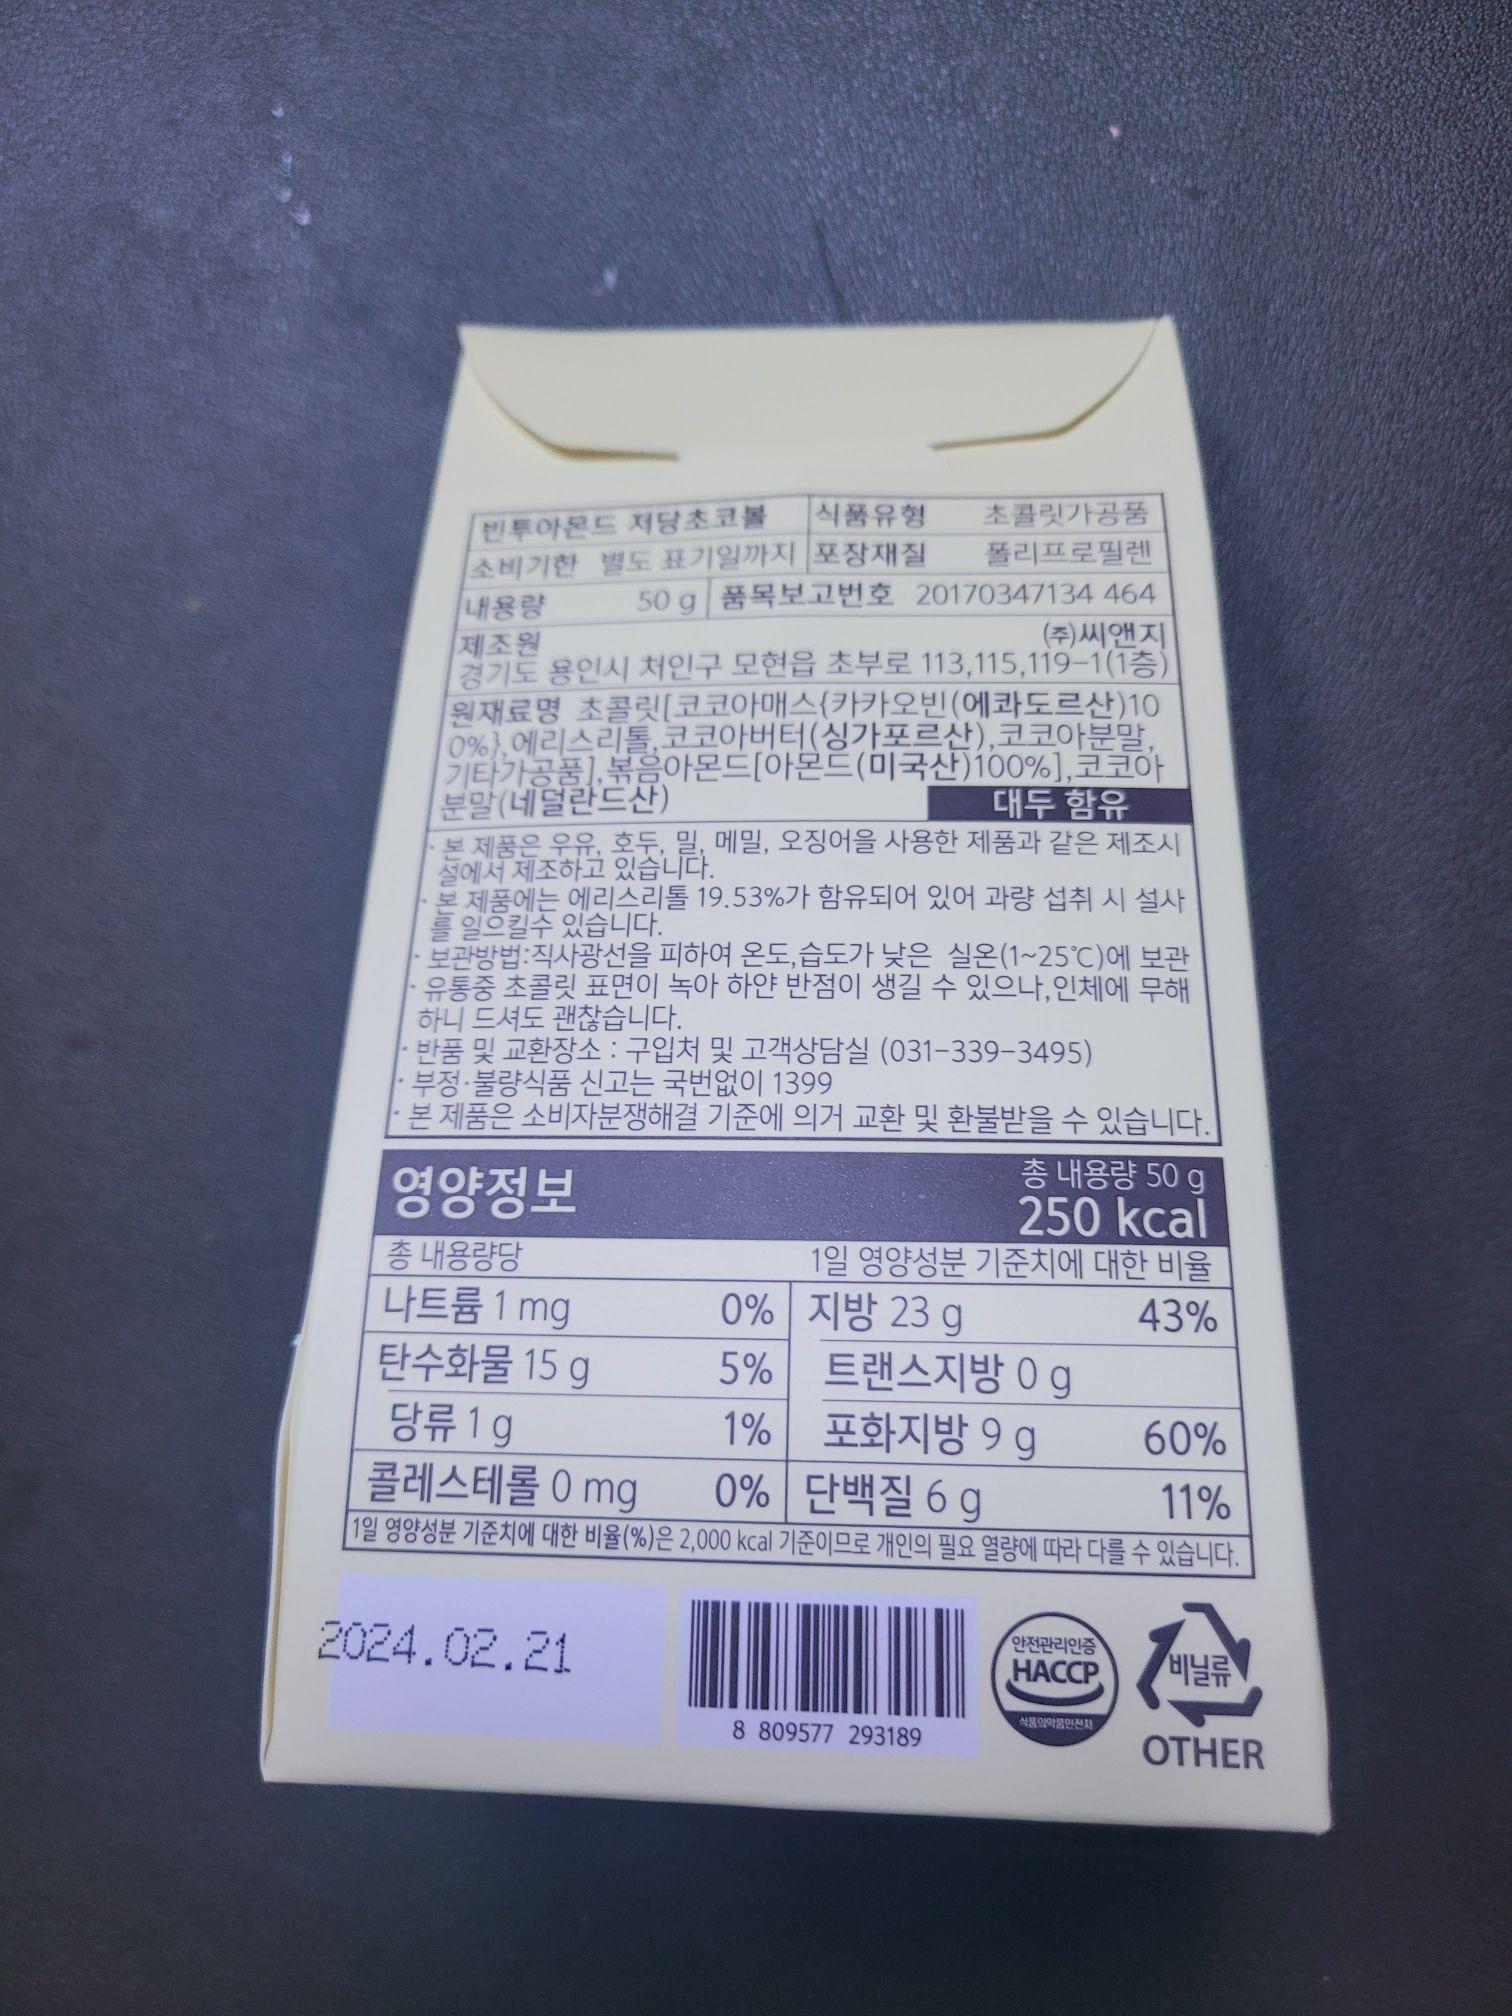 빈투아몬드 저당초코볼 식품유형 초콜릿가공품
소비기한 별도 표기일까지 포장재질 폴리프로필렌
내용량 50 g 품목보고번호 20170347134 464
제조원 (주)씨앤지
경기도 용인시 처인구 모현읍 초부로 113,115,119-1(1층)
원재료명 초콜릿[코코아매스{카카오빈(에콰도르산)10
0%},에리스리톨,코코아버터(싱가포르산),코코아분말,
기타가공품],볶음아몬드[아몬드(미국산)100%],코코아
분말(네덜란드산) 대두 함유
· 본 제품은 우유, 호두, 밀, 메밀, 오징어을 사용한 제품과 같은 제조시
설에서 제조하고 있습니다.
· 본 제품에는 에리스리톨 19.53%가 함유되어 있어 과량 섭취 시 설사
를 일으킬수 있습니다.
· 보관방법:직사광선을 피하여 온도,습도가 낮은 실온(1~25℃)에 보관
· 유통중 초콜릿 표면이 녹아 하얀 반점이 생길 수 있으나,인체에 무해
하니 드셔도 괜찮습니다.
· 반품 및 교환장소 : 구입처 및 고객상담실 (031-339-3495)
· 부정·불량식품 신고는 국번없이 1399
· 본 제품은 소비자분쟁해결 기준에 의거 교환 및 환불받을 수 있습니다.
영양정보 총 내용량 50 g
250 kcal
총 내용량당 1일 영양성분 기준치에 대한 비율
나트륨 1 mg 0% 지방 23 g 43%
탄수화물 15 g 5% 트랜스지방 0 g
당류 1 g 1% 포화지방 9 g 60%
콜레스테롤 0 mg 0% 단백질 6 g 11%
1일 영양성분 기준치에 대한 비율(%)은 2,000 kcal 기준이므로 개인의 필요 열량에 따라 다를 수 있습니다.
2024.02.21
8 809577 293189
안전관리인증
HACCP
식품의약품안전처
비닐류
OTHER